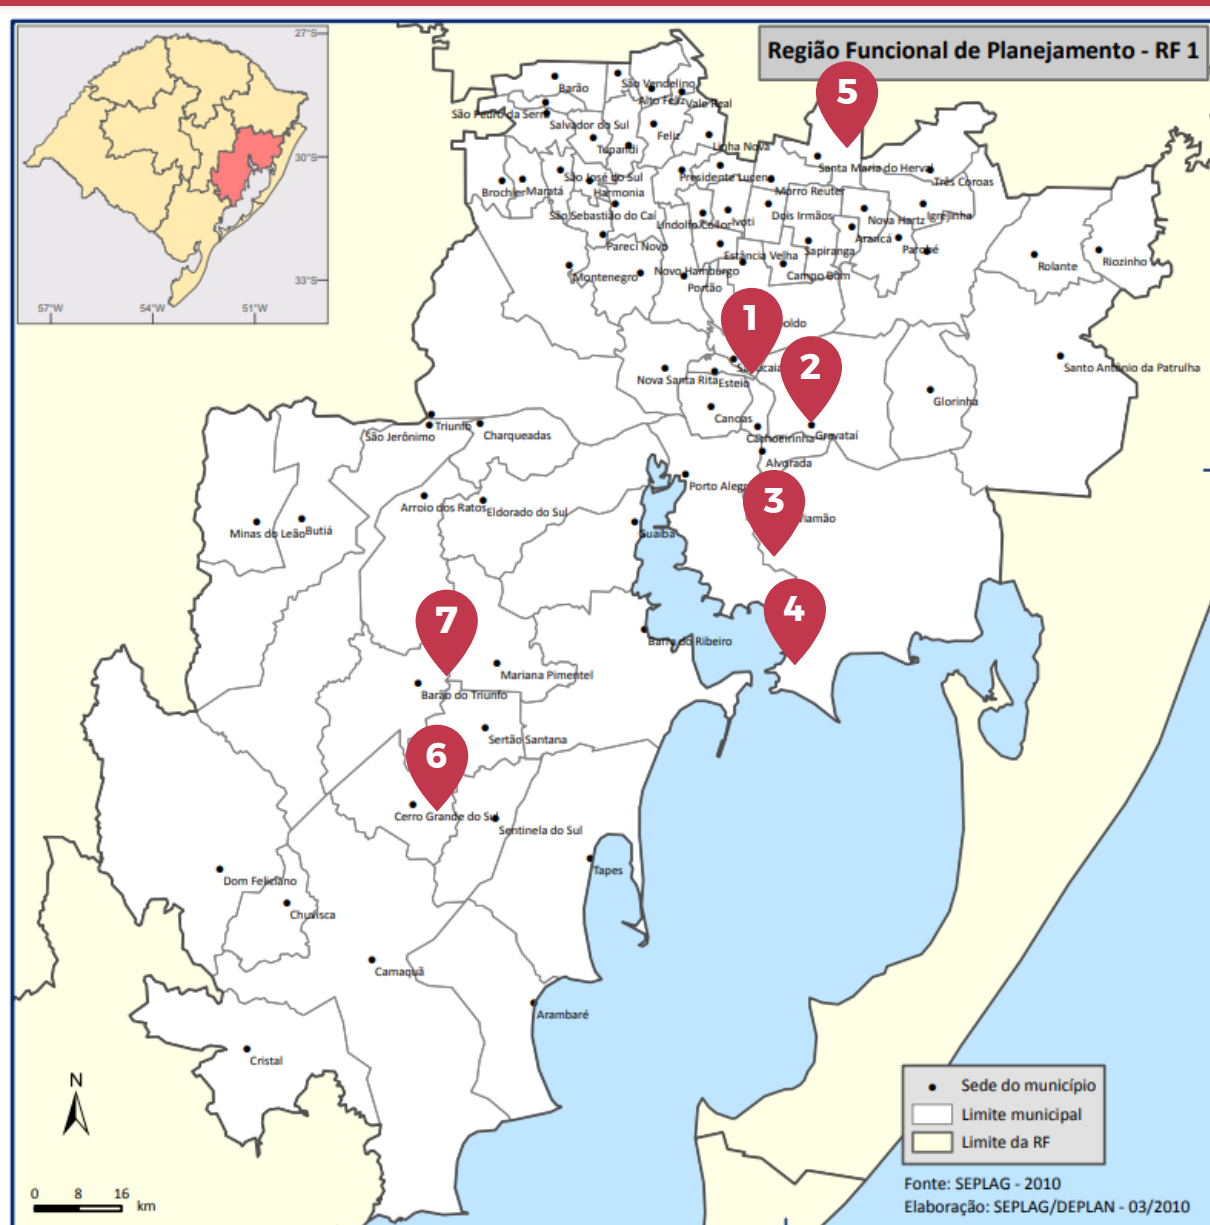 Região Funcional de Planejamento - RF 1
27°S
30°S
33°S
57°W
54°W
51°W
5
Barão
São Vendelino
Alto Feliz
Vale Real
São Pedro da Serra
Salvador do Sul
Feliz
Tupandi
Linha Nova
Santa Maria do Herval
Três Coroas
São José do Sul
Presidente Lucena
Brochier
Maratá
Harmonia
Morro Reuter
São Sebastião do Caí
Lindolfo Collor
Ivoti
Dois Irmãos
Nova Hartz
Igrejinha
Pareci Novo
Araricá
Parobé
Estância Velha
Sapiranga
Rolante
Riozinho
Montenegro
Novo Hamburgo
Campo Bom
Portão
1
oldo
2
Sapucaia
Santo Antônio da Patrulha
Nova Santa Rita
Esteio
Glorinha
Canoas
Triunfo
São Jerônimo
Charqueadas
Cachoeirinha
Gravataí
Alvorada
Porto Alegr
3
Arroio dos Ratos
Eldorado do Sul
iamão
Minas do Leão
Butiá
Guaíba
4
7
Barra do Ribeiro
Mariana Pimentel
Barão do Triunfo
Sertão Santana
6
Cerro Grande do Sul
Sentinela do Sul
Tapes
Dom Feliciano
Chuvisca
Camaquã
Arambaré
Cristal
N
0 8 16
km
Sede do município
Limite municipal
Limite da RF
Fonte: SEPLAG - 2010
Elaboração: SEPLAG/DEPLAN - 03/2010